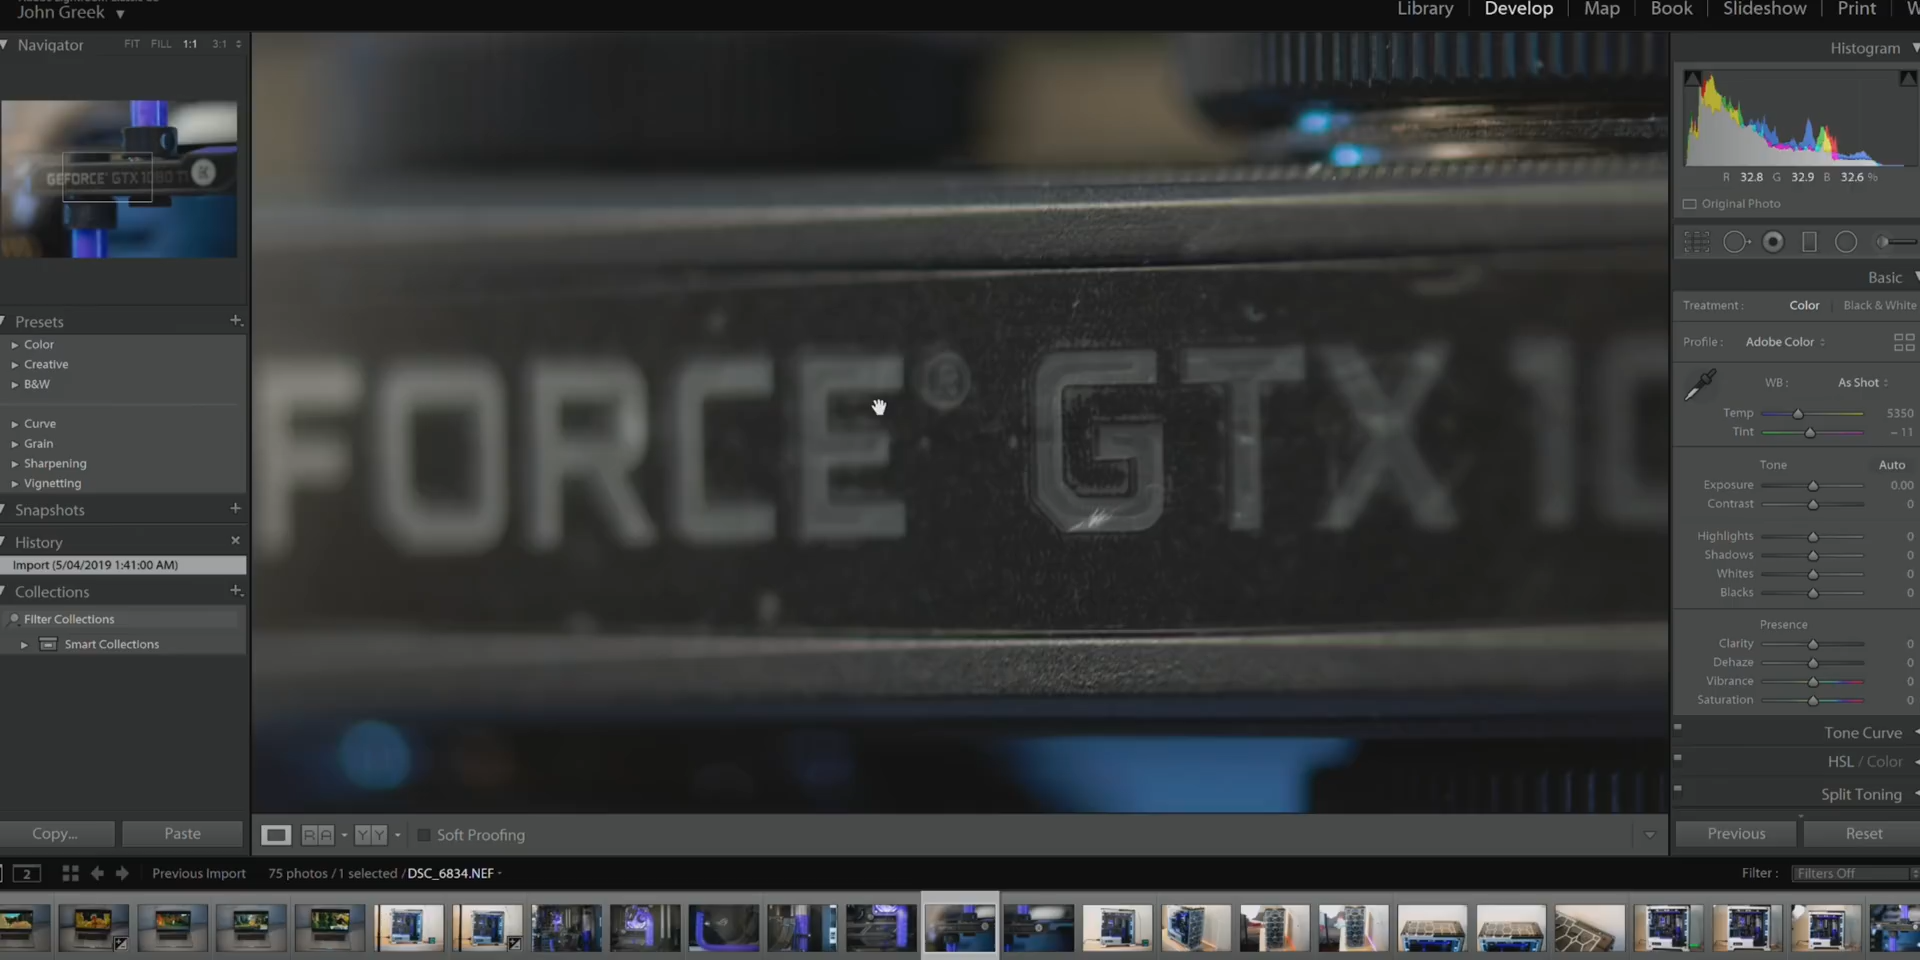 John Greek
Library
Develop
Map
Book
Slideshow
Print
Navigator
FIT
FILL
1:1
3:1
GEFORCE GTX 1080 TI
Presets
Color
Creative
B&W
Curve
Grain
Sharpening
Vignetting
Snapshots
History
Import (5/04/2019 1:41:00 AM)
Collections
Filter Collections
Smart Collections
Copy...
Paste
FORCE® GTX 10
Histogram
R 32.8 G 32.9 B 32.6 %
Original Photo
Basic
Treatment : Color Black & White
Profile : Adobe Color
WB : As Shot
Temp 5350
Tint – 11
Tone Auto
Exposure 0.00
Contrast 0
Highlights 0
Shadows 0
Whites 0
Blacks 0
Presence
Clarity 0
Dehaze 0
Vibrance 0
Saturation 0
Tone Curve
HSL / Color
Split Toning
Previous
Reset
Soft Proofing
2
Previous Import
75 photos / 1 selected / DSC_6834.NEF
Filter :
Filters Off